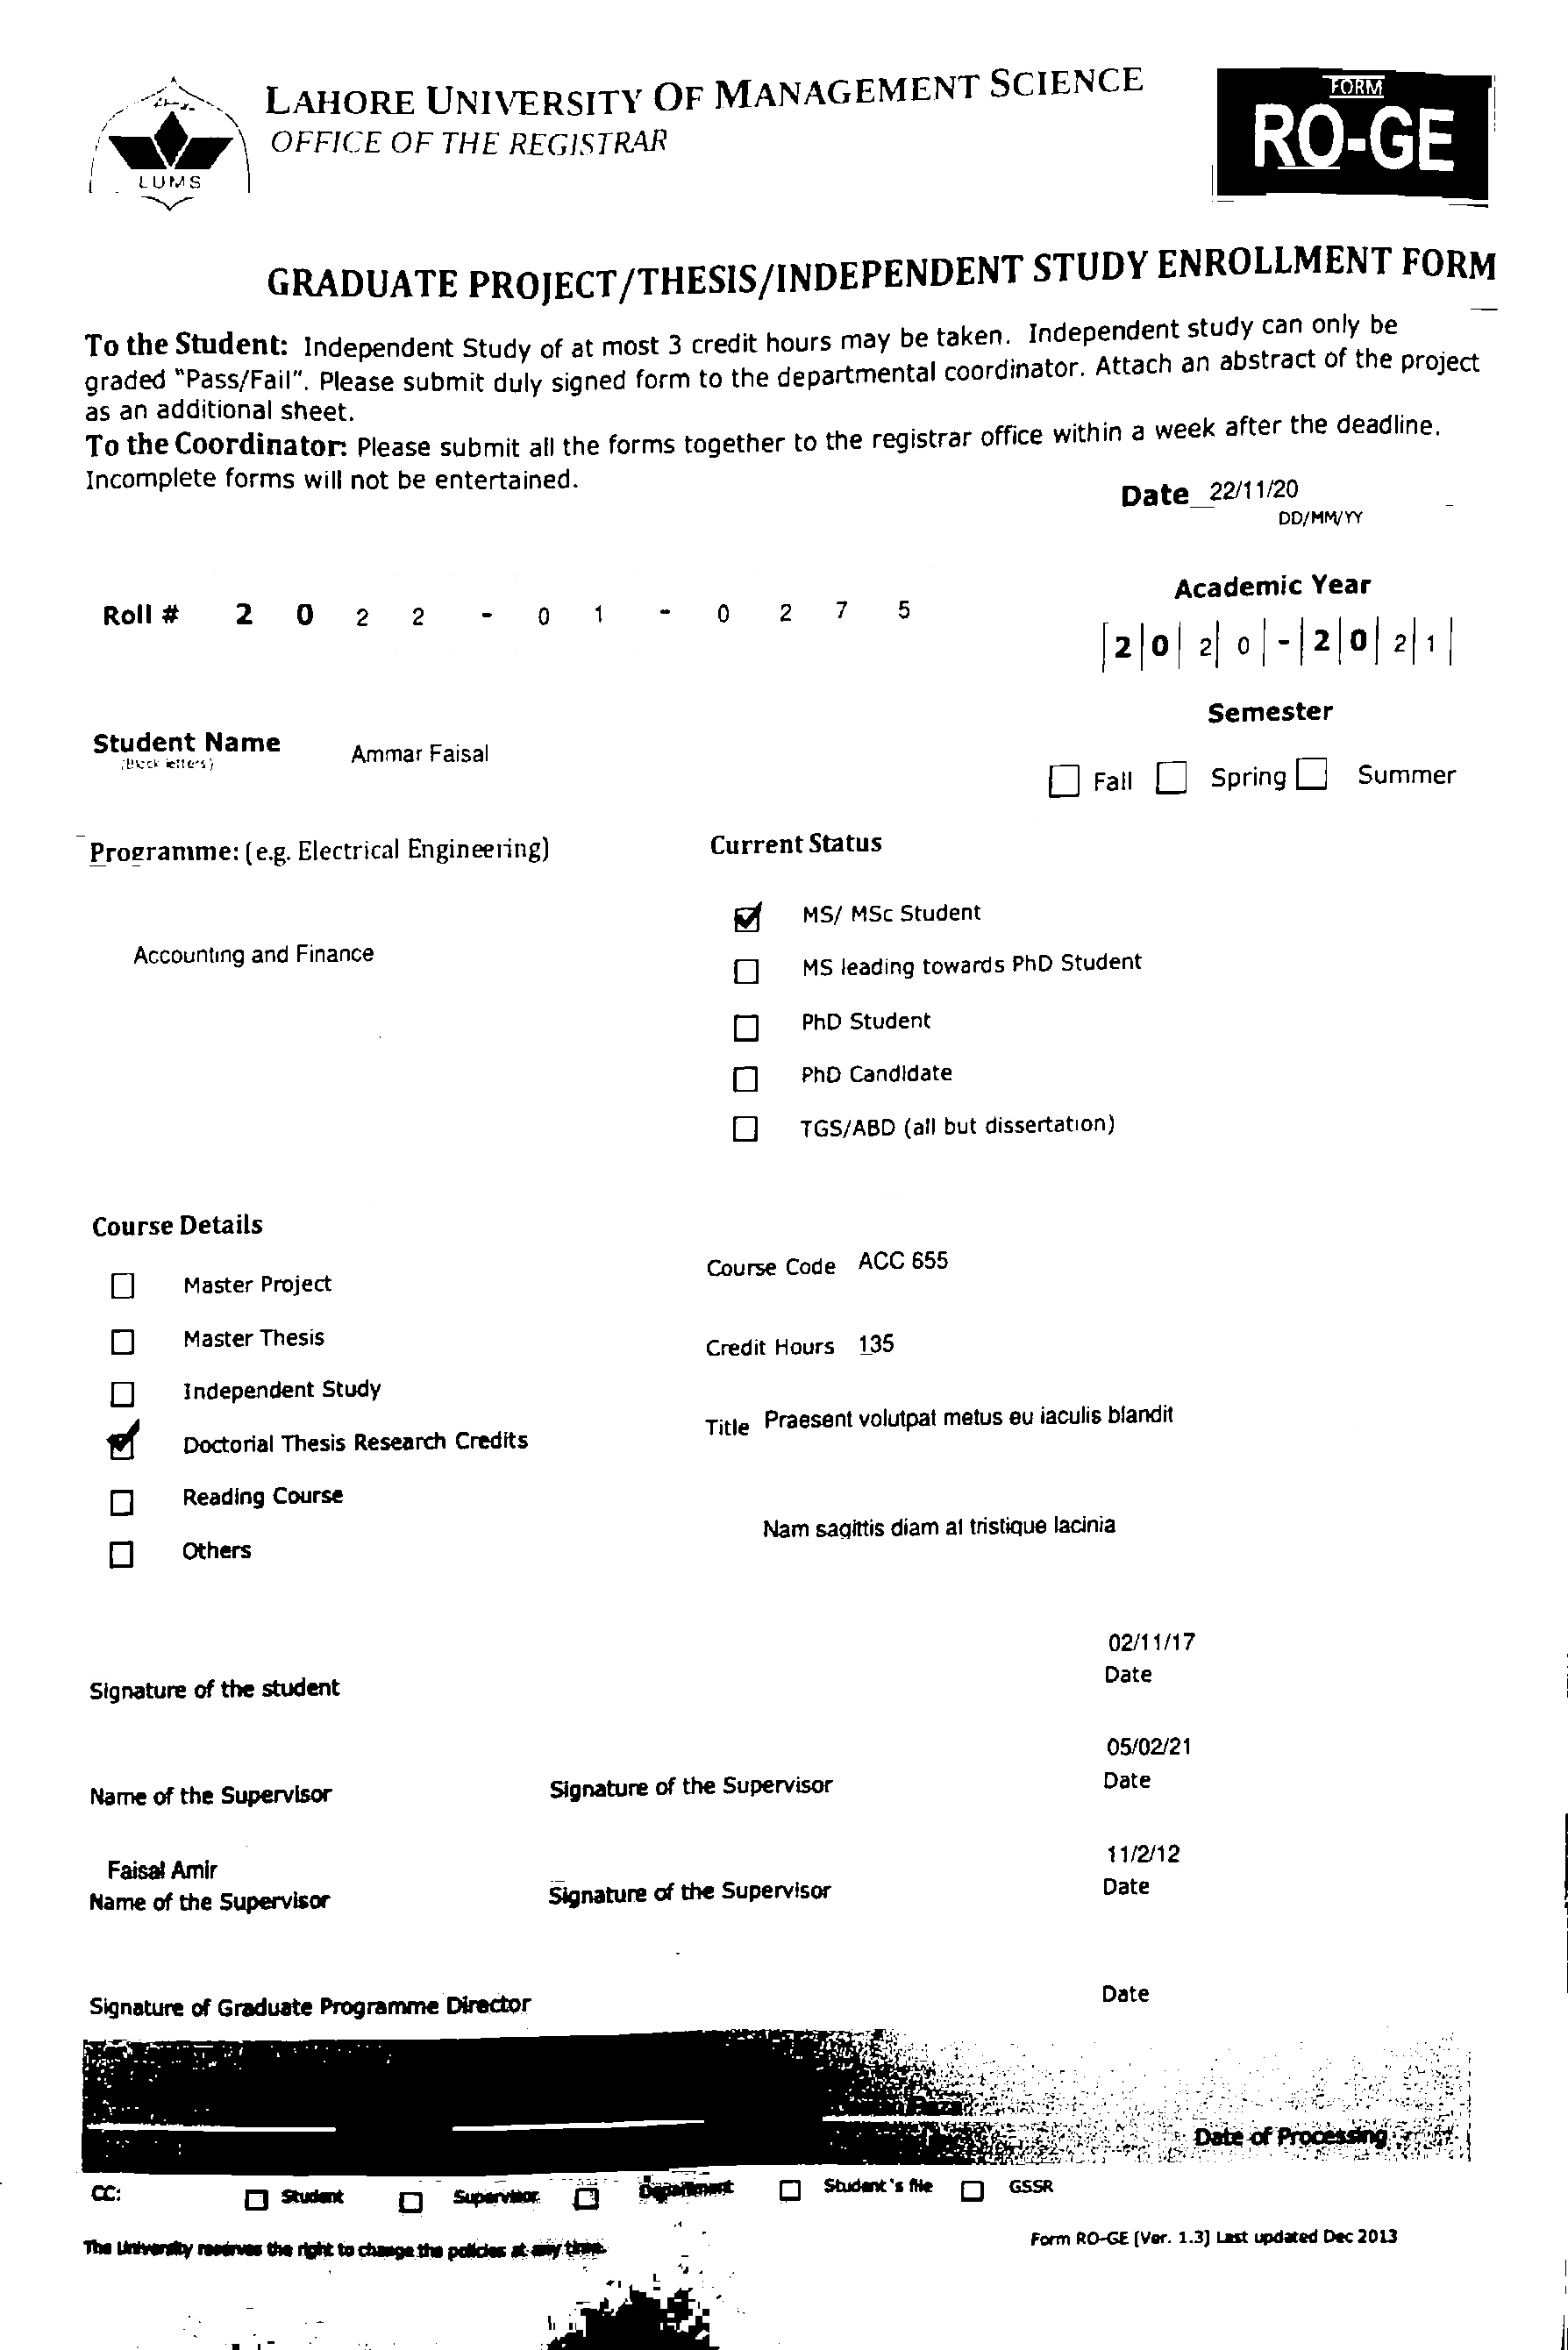 LUMS
LAHORE UNIVERSITY OF MANAGEMENT SCIENCE
OFFICE OF THE REGISTRAR
FORM
RO-GE
GRADUATE PROJECT/THESIS/INDEPENDENT STUDY ENROLLMENT FORM
To the Student: Independent Study of at most 3 credit hours may be taken. Independent study can only be
graded "Pass/Fail". Please submit duly signed form to the departmental coordinator. Attach an abstract of the project
as an additional sheet.
To the Coordinator: Please submit all the forms together to the registrar office within a week after the deadline.
Incomplete forms will not be entertained.
Date 22/11/20
DD/MM/YY
Roll # 2 0 2 2 - 0 1 - 0 2 7 5
Academic Year
2 0 2 0 - 2 0 2 1
Semester
Fall Spring Summer
Student Name Ammar Faisal
(Block letters)
Programme: (e.g. Electrical Engineering)
Accounting and Finance
Current Status
MS/ MSc Student
MS leading towards PhD Student
PhD Student
PhD Candidate
TGS/ABD (all but dissertation)
Course Details
Master Project
Master Thesis
Independent Study
Doctorial Thesis Research Credits
Reading Course
Others
Course Code ACC 655
Credit Hours 135
Title Praesent volutpat metus eu iaculis blandit
Nam sagittis diam at tristique lacinia
02/11/17
Signature of the student Date
05/02/21
Name of the Supervisor Signature of the Supervisor Date
Faisal Amir 11/2/12
Name of the Supervisor Signature of the Supervisor Date
Signature of Graduate Programme Director Date
Date of Processing
CC: Student Supervisor Department Student's file GSSR
The University reserves the right to change the policies at any time.
Form RO-GE [Ver. 1.3] Last updated Dec 2013